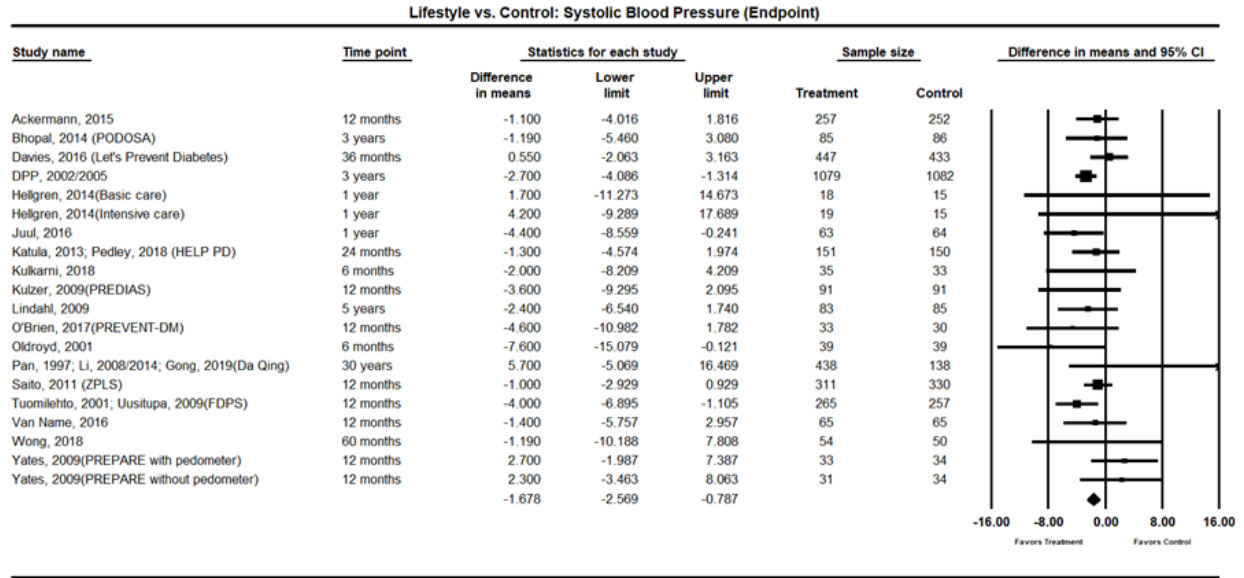 Lifestyle vs. Control: Systolic Blood Pressure (Endpoint)
Study name Time point Statistics for each study Sample size Difference in means and 95% CI
Difference in means Lower limit Upper limit Treatment Control
Ackermann, 2015 12 months -1.100 -4.016 1.816 257 252
Bhopal, 2014 (PODOSA) 3 years -1.190 -5.460 3.080 85 86
Davies, 2016 (Let's Prevent Diabetes) 36 months 0.550 -2.063 3.163 447 433
DPP, 2002/2005 3 years -2.700 -4.086 -1.314 1079 1082
Hellgren, 2014(Basic care) 1 year 1.700 -11.273 14.673 18 15
Hellgren, 2014(Intensive care) 1 year 4.200 -9.289 17.689 19 15
Juul, 2016 1 year -4.400 -8.559 -0.241 63 64
Katula, 2013; Pedley, 2018 (HELP PD) 24 months -1.300 -4.574 1.974 151 150
Kulkarni, 2018 6 months -2.000 -8.209 4.209 35 33
Kulzer, 2009(PREDIAS) 12 months -3.600 -9.295 2.095 91 91
Lindahl, 2009 5 years -2.400 -6.540 1.740 83 85
O'Brien, 2017(PREVENT-DM) 12 months -4.600 -10.982 1.782 33 30
Oldroyd, 2001 6 months -7.600 -15.079 -0.121 39 39
Pan, 1997; Li, 2008/2014; Gong, 2019(Da Qing) 30 years 5.700 -5.069 16.469 438 138
Saito, 2011 (ZPLS) 12 months -1.000 -2.929 0.929 311 330
Tuomilehto, 2001; Uusitupa, 2009(FDPS) 12 months -4.000 -6.895 -1.105 265 257
Van Name, 2016 12 months -1.400 -5.757 2.957 65 65
Wong, 2018 60 months -1.190 -10.188 7.808 54 50
Yates, 2009(PREPARE with pedometer) 12 months 2.700 -1.987 7.387 33 34
Yates, 2009(PREPARE without pedometer) 12 months 2.300 -3.463 8.063 31 34
-1.678 -2.569 -0.787
-16.00 -8.00 0.00 8.00 16.00
Favors Treatment Favors Control